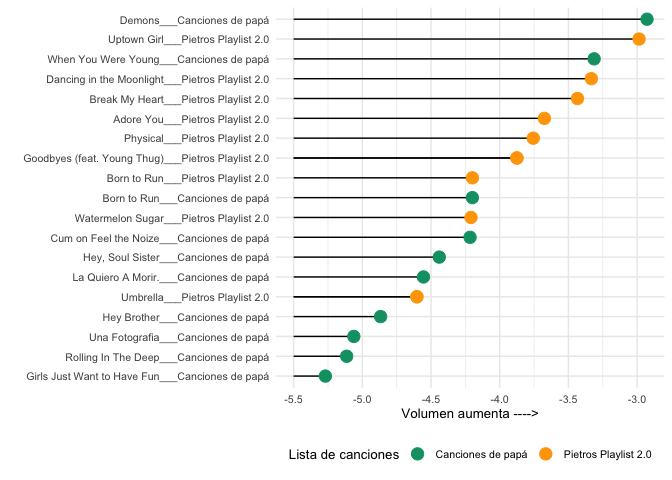 Demons___Canciones de papá
Uptown Girl___Pietros Playlist 2.0
When You Were Young___Canciones de papá
Dancing in the Moonlight___Pietros Playlist 2.0
Break My Heart___Pietros Playlist 2.0
Adore You___Pietros Playlist 2.0
Physical___Pietros Playlist 2.0
Goodbyes (feat. Young Thug)___Pietros Playlist 2.0
Born to Run___Pietros Playlist 2.0
Born to Run___Canciones de papá
Watermelon Sugar___Pietros Playlist 2.0
Cum on Feel the Noize___Canciones de papá
Hey, Soul Sister___Canciones de papá
La Quiero A Morir.___Canciones de papá
Umbrella___Pietros Playlist 2.0
Hey Brother___Canciones de papá
Una Fotografia___Canciones de papá
Rolling In The Deep___Canciones de papá
Girls Just Want to Have Fun___Canciones de papá
-5.5 -5.0 -4.5 -4.0 -3.5 -3.0
Volumen aumenta ---->
Lista de canciones Canciones de papá Pietros Playlist 2.0